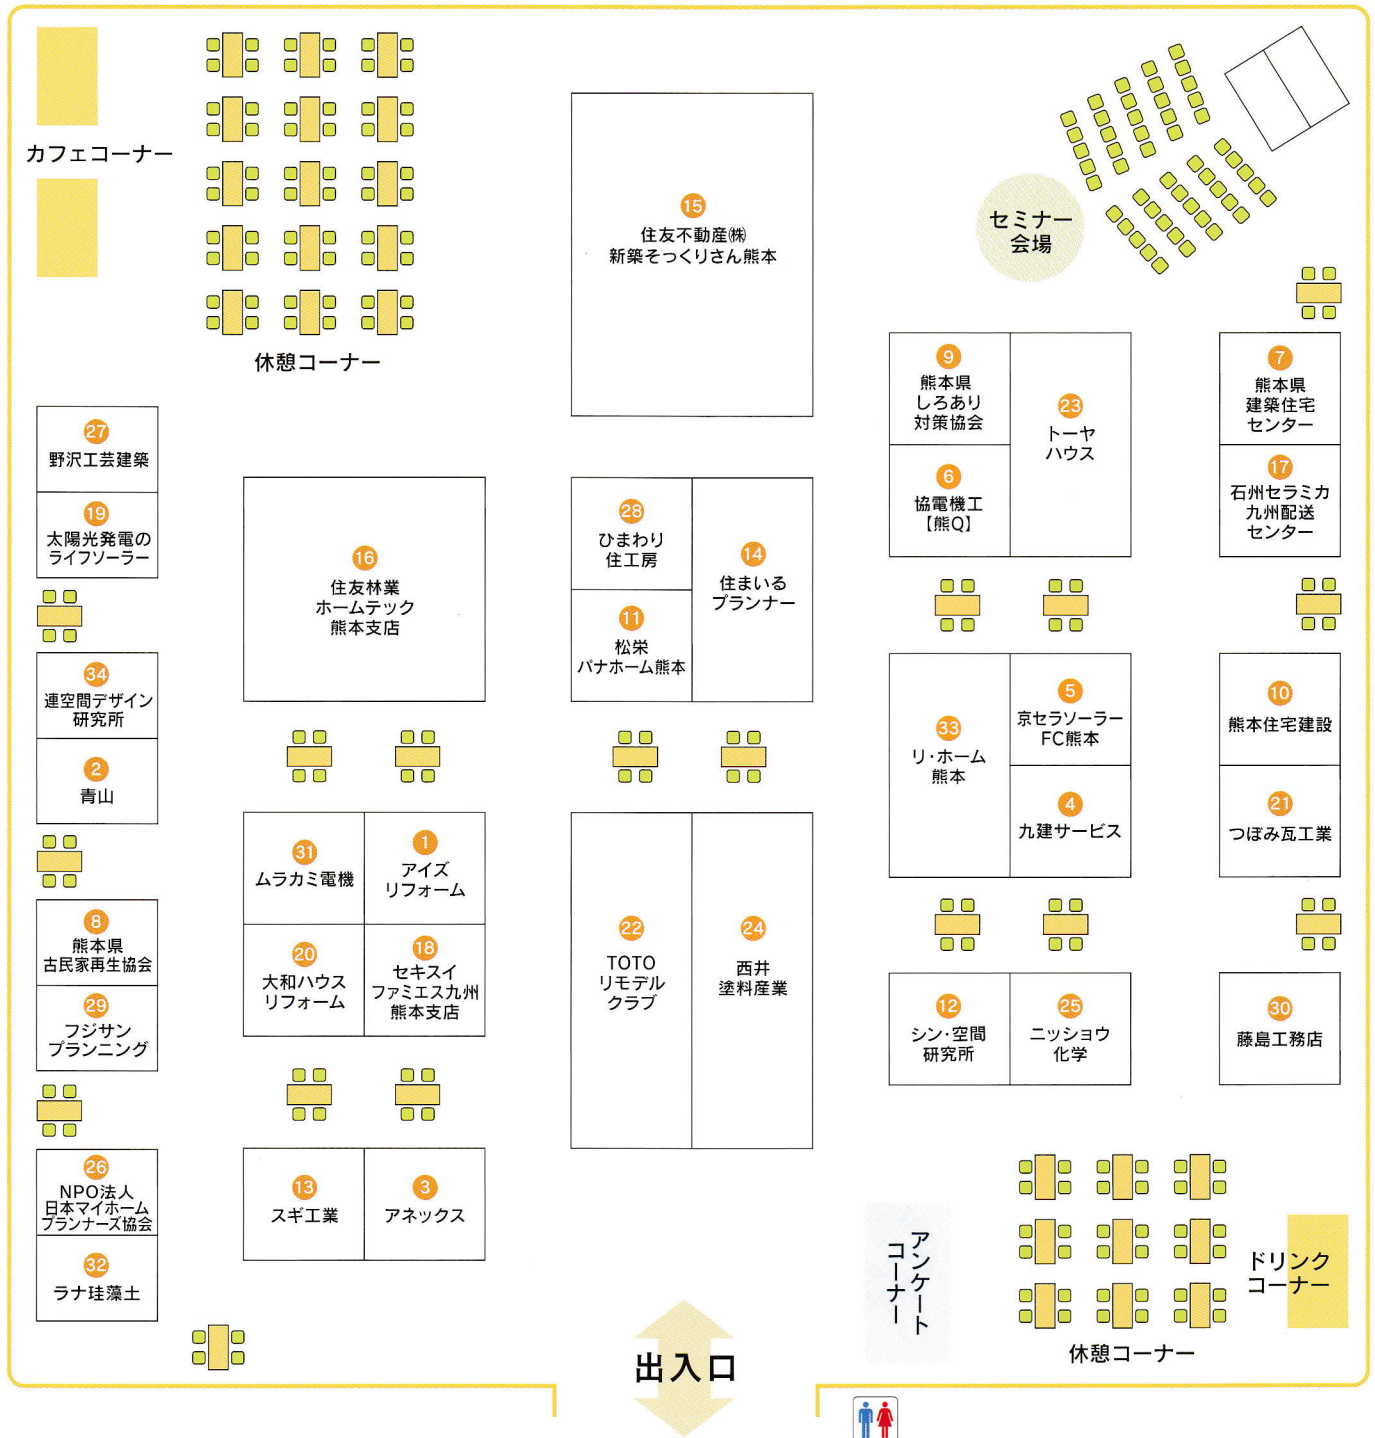 カフェコーナー
休憩コーナー
15
住友不動産㈱
新築そっくりさん熊本
セミナー
会場
9
熊本県
しろあり
対策協会
23
トーヤ
ハウス
7
熊本県
建築住宅
センター
6
協電機工
【熊Q】
17
石州セラミカ
九州配送
センター
27
野沢工芸建築
19
太陽光発電の
ライフソーラー
16
住友林業
ホームテック
熊本支店
28
ひまわり
住工房
14
住まいる
プランナー
11
松栄
パナホーム熊本
34
連空間デザイン
研究所
2
青山
33
リ・ホーム
熊本
5
京セラソーラー
FC熊本
4
九建サービス
10
熊本住宅建設
21
つぼみ瓦工業
31
ムラカミ電機
1
アイズ
リフォーム
20
大和ハウス
リフォーム
18
セキスイ
ファミエス九州
熊本支店
22
TOTO
リモデル
クラブ
24
西井
塗料産業
8
熊本県
古民家再生協会
29
フジサン
プランニング
12
シン・空間
研究所
25
ニッショウ
化学
30
藤島工務店
26
NPO法人
日本マイホーム
プランナーズ協会
32
ラナ珪藻土
13
スギ工業
3
アネックス
アンケート
コーナー
ドリンク
コーナー
休憩コーナー
出入口